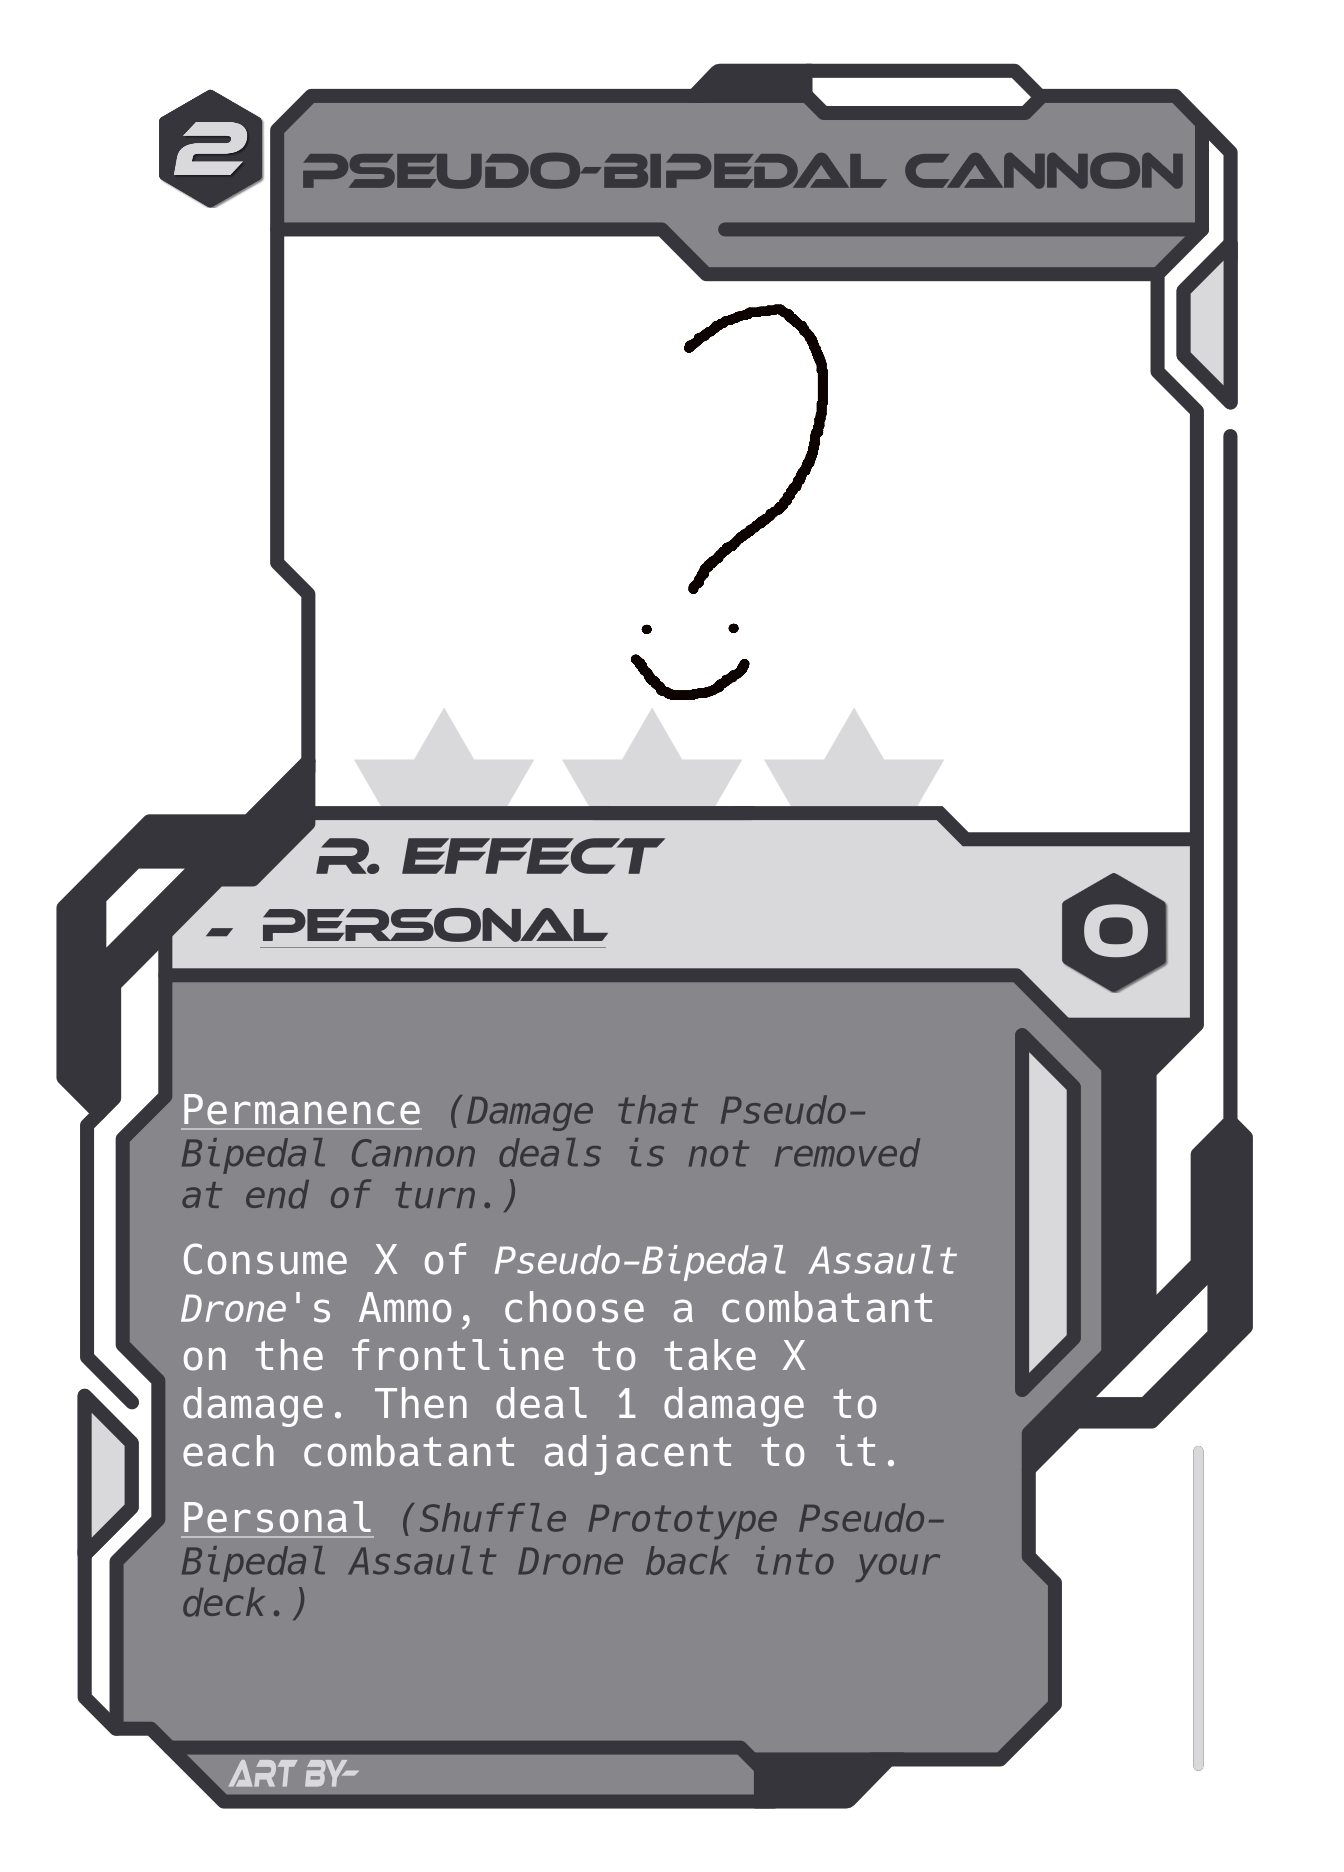 2
PSEUDO-BIPEDAL CANNON
?
R. EFFECT
- PERSONAL
0
Permanence (Damage that Pseudo-
Bipedal Cannon deals is not removed
at end of turn.)
Consume X of Pseudo-Bipedal Assault
Drone's Ammo, choose a combatant
on the frontline to take X
damage. Then deal 1 damage to
each combatant adjacent to it.
Personal (Shuffle Prototype Pseudo-
Bipedal Assault Drone back into your
deck.)
ART BY-